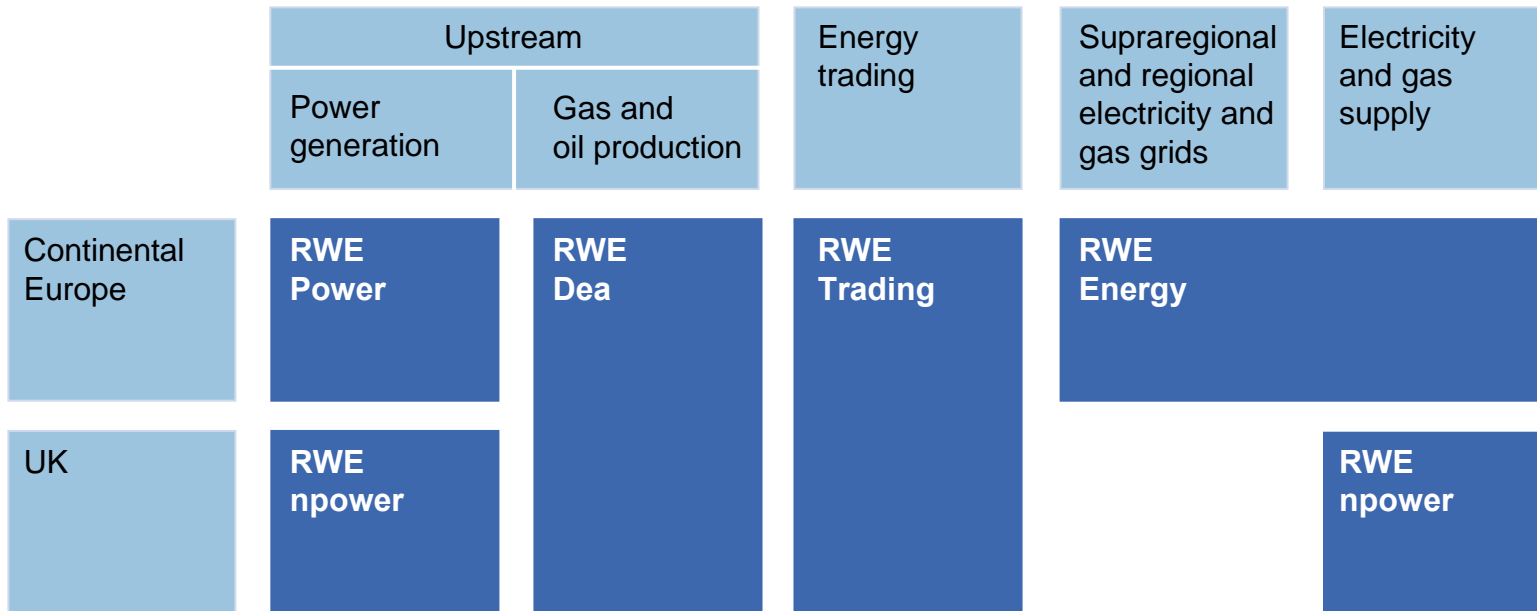 Upstream
Power
generation
Gas and
oil production
Energy
trading
Supraregional
and regional
electricity and
gas grids
Electricity
and gas
supply
Continental
Europe
RWE
Power
RWE
Dea
RWE
Trading
RWE
Energy
UK
RWE
npower
RWE
npower